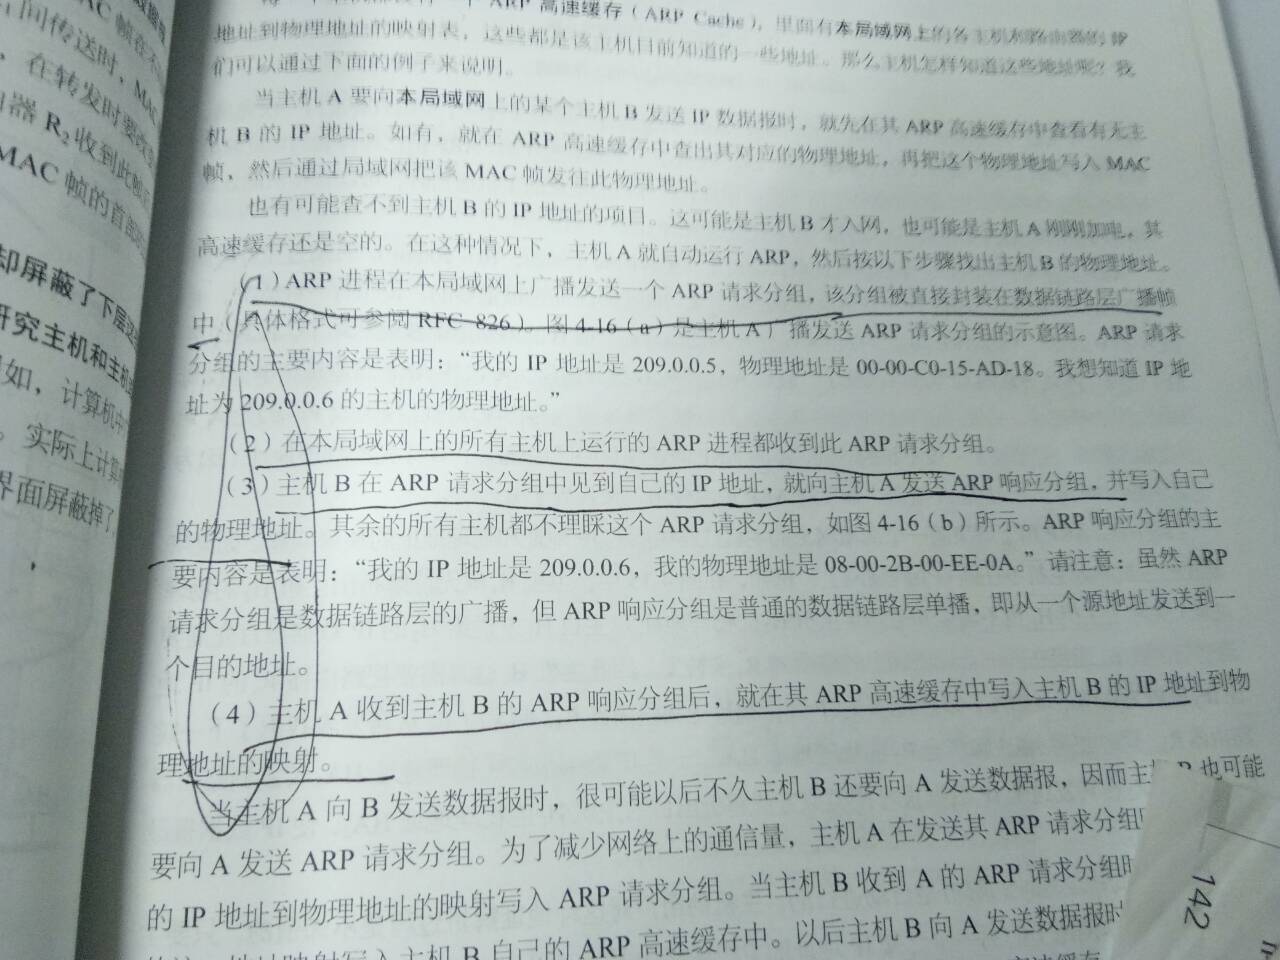 ARP 高速缓存（ARP Cache），里面有本局域网上的各主机和路由器的 IP
地址到物理地址的映射表，这些都是该主机目前知道的一些地址。那么主机怎样知道这些地址呢？我
们可以通过下面的例子来说明。
当主机 A 要向本局域网上的某个主机 B 发送 IP 数据报时，就先在其 ARP 高速缓存中查看有无主
机 B 的 IP 地址。如有，就在 ARP 高速缓存中查出其对应的物理地址，再把这个物理地址写入 MAC
帧，然后通过局域网把该 MAC 帧发往此物理地址。
也有可能查不到主机 B 的 IP 地址的项目。这可能是主机 B 才入网，也可能是主机 A 刚刚加电，其
高速缓存还是空的。在这种情况下，主机 A 就自动运行 ARP，然后按以下步骤找出主机 B 的物理地址。
（1）ARP 进程在本局域网上广播发送一个 ARP 请求分组，该分组被直接封装在数据链路层广播帧
中（具体格式可参阅 RFC 826）。图 4-16（a）是主机 A 广播发送 ARP 请求分组的示意图。ARP 请求
分组的主要内容是表明：“我的 IP 地址是 209.0.0.5，物理地址是 00-00-C0-15-AD-18。我想知道 IP 地
址为 209.0.0.6 的主机的物理地址。”
（2）在本局域网上的所有主机上运行的 ARP 进程都收到此 ARP 请求分组。
（3）主机 B 在 ARP 请求分组中见到自己的 IP 地址，就向主机 A 发送 ARP 响应分组，并写入自己
的物理地址。其余的所有主机都不理睬这个 ARP 请求分组，如图 4-16（b）所示。ARP 响应分组的主
要内容是表明：“我的 IP 地址是 209.0.0.6，我的物理地址是 08-00-2B-00-EE-0A。”请注意：虽然 ARP
请求分组是数据链路层的广播，但 ARP 响应分组是普通的数据链路层单播，即从一个源地址发送到一
个目的地址。
（4）主机 A 收到主机 B 的 ARP 响应分组后，就在其 ARP 高速缓存中写入主机 B 的 IP 地址到物
理地址的映射。
当主机 A 向 B 发送数据报时，很可能以后不久主机 B 还要向 A 发送数据报，因而主机 B 也可能
要向 A 发送 ARP 请求分组。为了减少网络上的通信量，主机 A 在发送其 ARP 请求分组
的 IP 地址到物理地址的映射写入 ARP 请求分组。当主机 B 收到 A 的 ARP 请求分组
地址映射写入主机 B 自己的 ARP 高速缓存中。以后主机 B 向 A 发送数据报时
MAC 帧在不
间传送时，MAC
，在转发时要改变
器 R₂ 收到此帧
MAC 帧的首部
却屏蔽了下层
研究主机和主机
如，计算机中
。实际上计算
界面屏蔽掉了
142